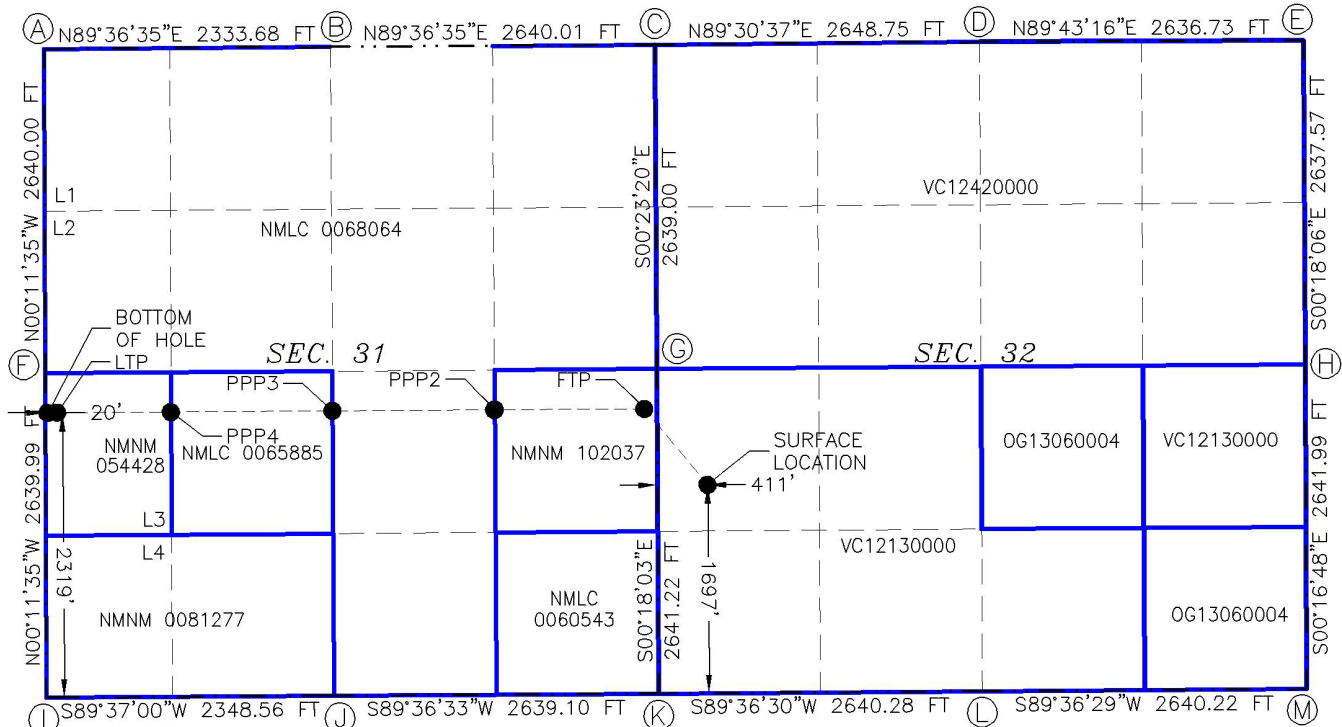 A
N89°36'35"E 2333.68 FT
B
N89°36'35"E 2640.01 FT
C
N89°30'37"E 2648.75 FT
D
N89°43'16"E 2636.73 FT
E
N00°11'35"W 2640.00 FT
L1
L2
NMLC 0068064
S00°23'20"E
2639.00 FT
VC12420000
S00°18'06"E 2637.57 FT
BOTTOM
OF HOLE
LTP
F
SEC. 31
G
SEC. 32
H
PPP3
PPP2
FTP
20'
PPP4
NMNM
054428
NMLC 0065885
NMNM 102037
SURFACE
LOCATION
411'
OG13060004
VC12130000
N00°11'35"W 2639.99 FT
L3
L4
2319'
NMNM 0081277
NMLC
0060543
S00°18'03"E
2641.22 FT
1697'
VC12130000
OG13060004
S00°16'48"E 2641.99 FT
I
S89°37'00"W 2348.56 FT
J
S89°36'33"W 2639.10 FT
K
S89°36'30"W 2640.28 FT
L
S89°36'29"W 2640.22 FT
M